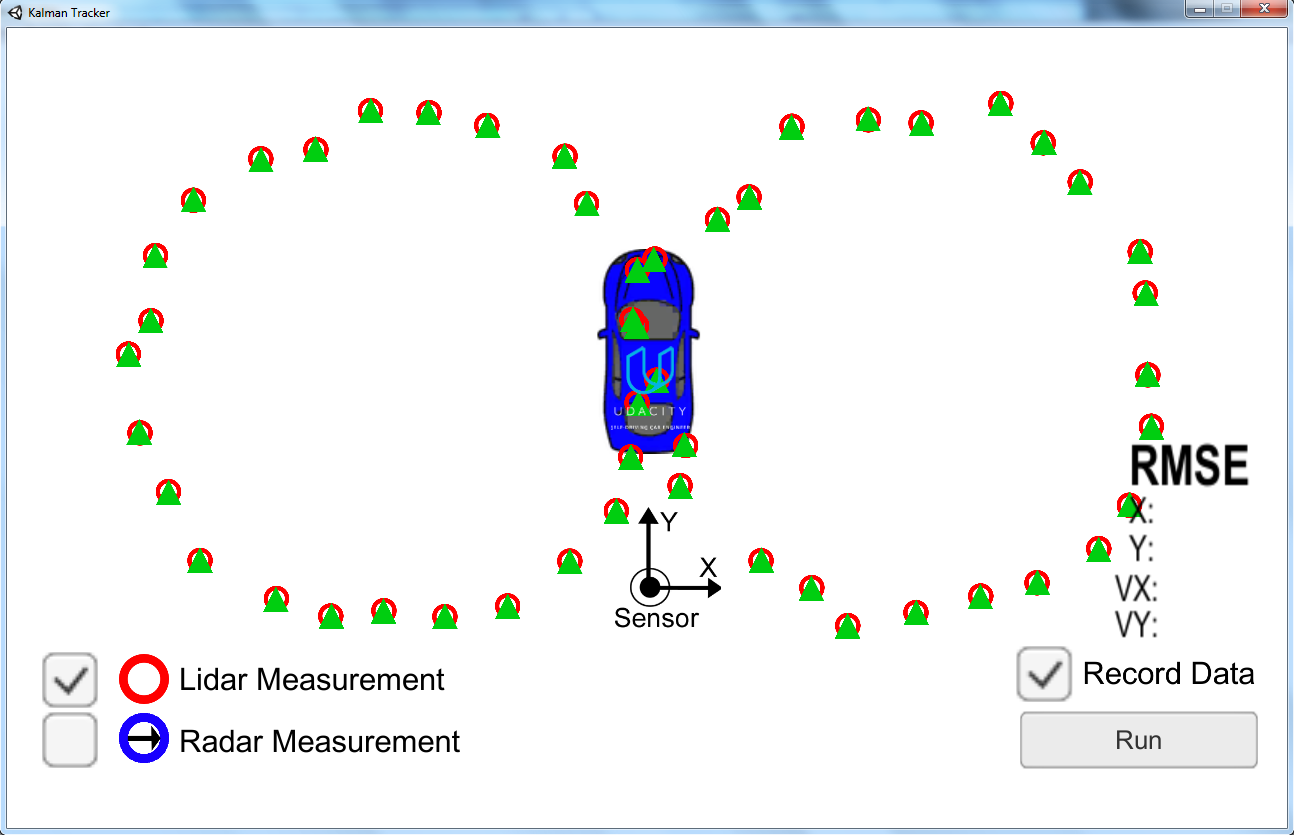 Kalman Tracker
UDACITY
SELF DRIVING CAR ENGINEER
Y
X
Sensor
RMSE
X:
Y:
VX:
VY:
Lidar Measurement
Radar Measurement
Record Data
Run